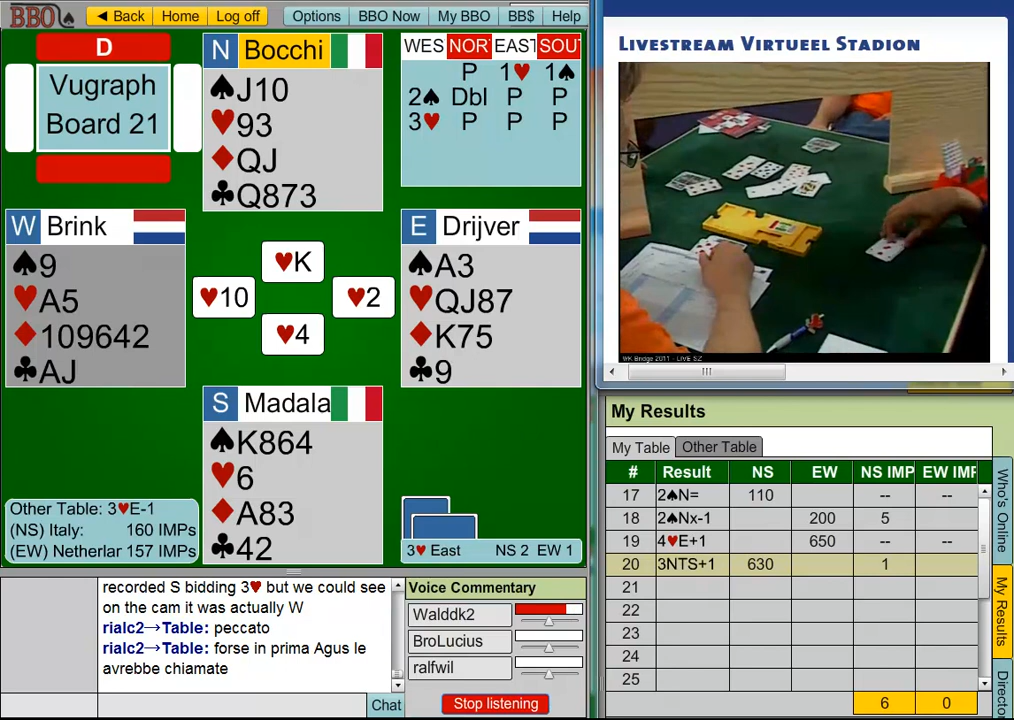 BBO
◄ Back
Home
Log off
Options
BBO Now
My BBO
BB$
Help
D
Vugraph
Board 21
N Bocchi
♠J10
♥93
♦QJ
♣Q873
WES NOR EAST SOUT
P 1♥ 1♠
2♠ Dbl P P
3♥ P P P
W Brink
♠9
♥A5
♦109642
♣AJ
♥K
♥10
♥2
♥4
E Drijver
♠A3
♥QJ87
♦K75
♣9
S Madala
♠K864
♥6
♦A83
♣42
Other Table: 3♥E-1
(NS) Italy: 160 IMPs
(EW) Netherlar 157 IMPs
3♥ East NS 2 EW 1
recorded S bidding 3♥ but we could see
on the cam it was actually W
rialc2→Table: peccato
rialc2→Table: forse in prima Agus le
avrebbe chiamate
Chat
Voice Commentary
Walddk2
BroLucius
ralfwil
Stop listening
Livestream Virtueel Stadion
WK Bridge 2011 - LIVE SZ
My Results
My Table
Other Table
# Result NS EW NS IMP EW IMF
17 2♠N= 110 -- --
18 2♠Nx-1 200 5
19 4♥E+1 650 -- --
20 3NTS+1 630 1
21
22
23
24
25
6 0
Who's Online
My Results
Director